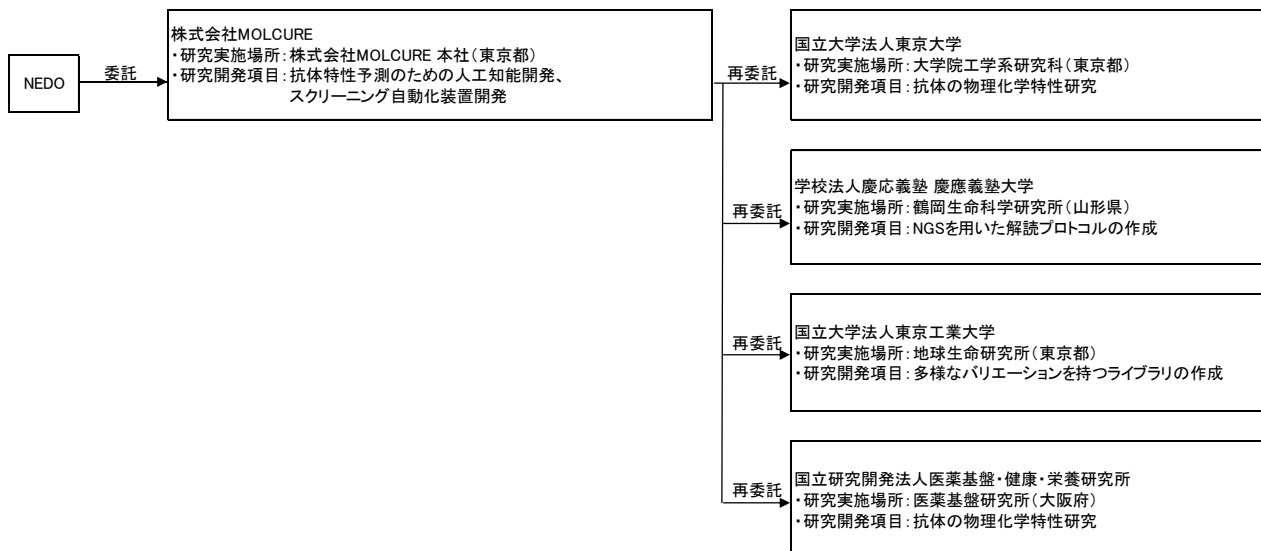 NEDO
委託
株式会社MOLCURE
・研究実施場所：株式会社MOLCURE 本社（東京都）
・研究開発項目：抗体特性予測のための人工知能開発、
スクリーニング自動化装置開発
再委託
国立大学法人東京大学
・研究実施場所：大学院工学系研究科（東京都）
・研究開発項目：抗体の物理化学特性研究
再委託
学校法人慶応義塾 慶應義塾大学
・研究実施場所：鶴岡生命科学研究所（山形県）
・研究開発項目：NGSを用いた解読プロトコルの作成
再委託
国立大学法人東京工業大学
・研究実施場所：地球生命研究所（東京都）
・研究開発項目：多様なバリエーションを持つライブラリの作成
再委託
国立研究開発法人医薬基盤・健康・栄養研究所
・研究実施場所：医薬基盤研究所（大阪府）
・研究開発項目：抗体の物理化学特性研究